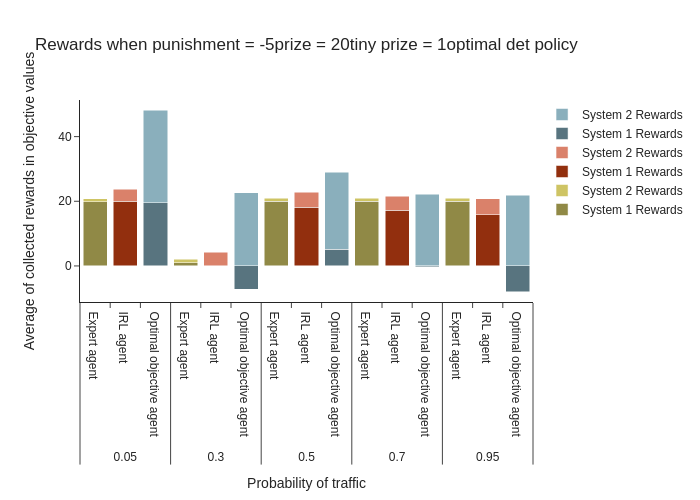 Rewards when punishment = -5prize = 20tiny prize = 1optimal det policy
Average of collected rewards in objective values
40
20
0
System 2 Rewards
System 1 Rewards
System 2 Rewards
System 1 Rewards
System 2 Rewards
System 1 Rewards
Expert agent
IRL agent
Optimal objective agent
Expert agent
IRL agent
Optimal objective agent
Expert agent
IRL agent
Optimal objective agent
Expert agent
IRL agent
Optimal objective agent
Expert agent
IRL agent
Optimal objective agent
0.05
0.3
0.5
0.7
0.95
Probability of traffic